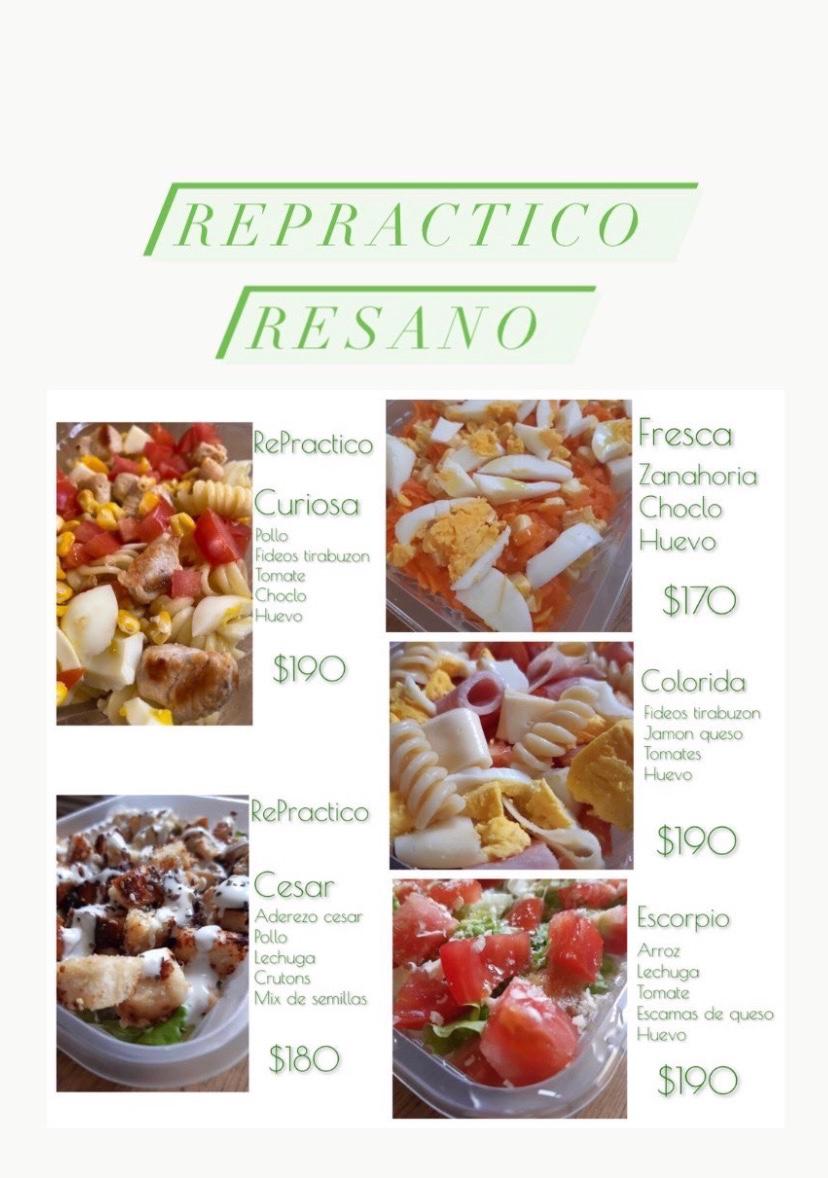 REPRACTICO
RESANO
RePractico
Curiosa
Pollo
Fideos tirabuzon
Tomate
Choclo
Huevo
$190
RePractico
Cesar
Aderezo cesar
Pollo
Lechuga
Crutons
Mix de semillas
$180
Fresca
Zanahoria
Choclo
Huevo
$170
Colorida
Fideos tirabuzon
Jamon queso
Tomates
Huevo
$190
Escorpio
Arroz
Lechuga
Tomate
Escamas de queso
Huevo
$190